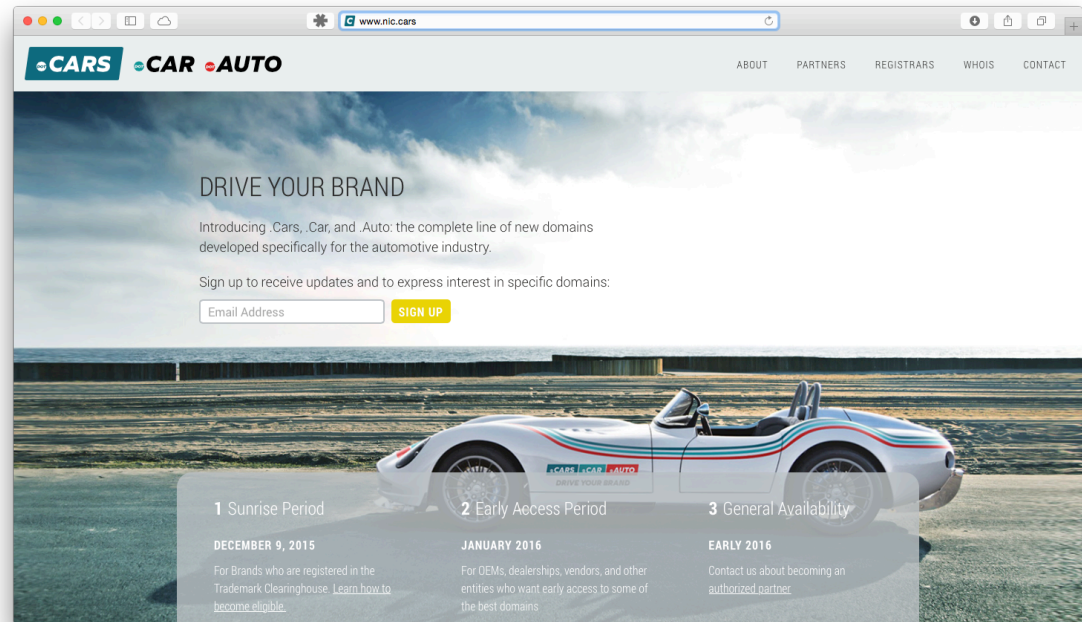 www.nic.cars
DOT CARS DOT CAR DOT AUTO
ABOUT PARTNERS REGISTRARS WHOIS CONTACT
DRIVE YOUR BRAND
Introducing .Cars, .Car, and .Auto: the complete line of new domains
developed specifically for the automotive industry.
Sign up to receive updates and to express interest in specific domains:
Email Address
SIGN UP
CARS CAR AUTO
DRIVE YOUR BRAND
1 Sunrise Period
DECEMBER 9, 2015
For Brands who are registered in the
Trademark Clearinghouse. Learn how to
become eligible.
2 Early Access Period
JANUARY 2016
For OEMs, dealerships, vendors, and other
entities who want early access to some of
the best domains
3 General Availability
EARLY 2016
Contact us about becoming an
authorized partner